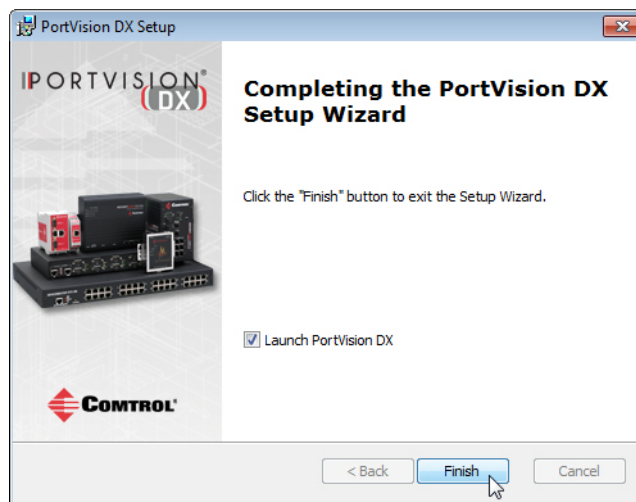 PortVision DX Setup
PORTVISION®
(DX)
Completing the PortVision DX
Setup Wizard
Click the "Finish" button to exit the Setup Wizard.
Launch PortVision DX
COMTROL®
< Back
Finish
Cancel